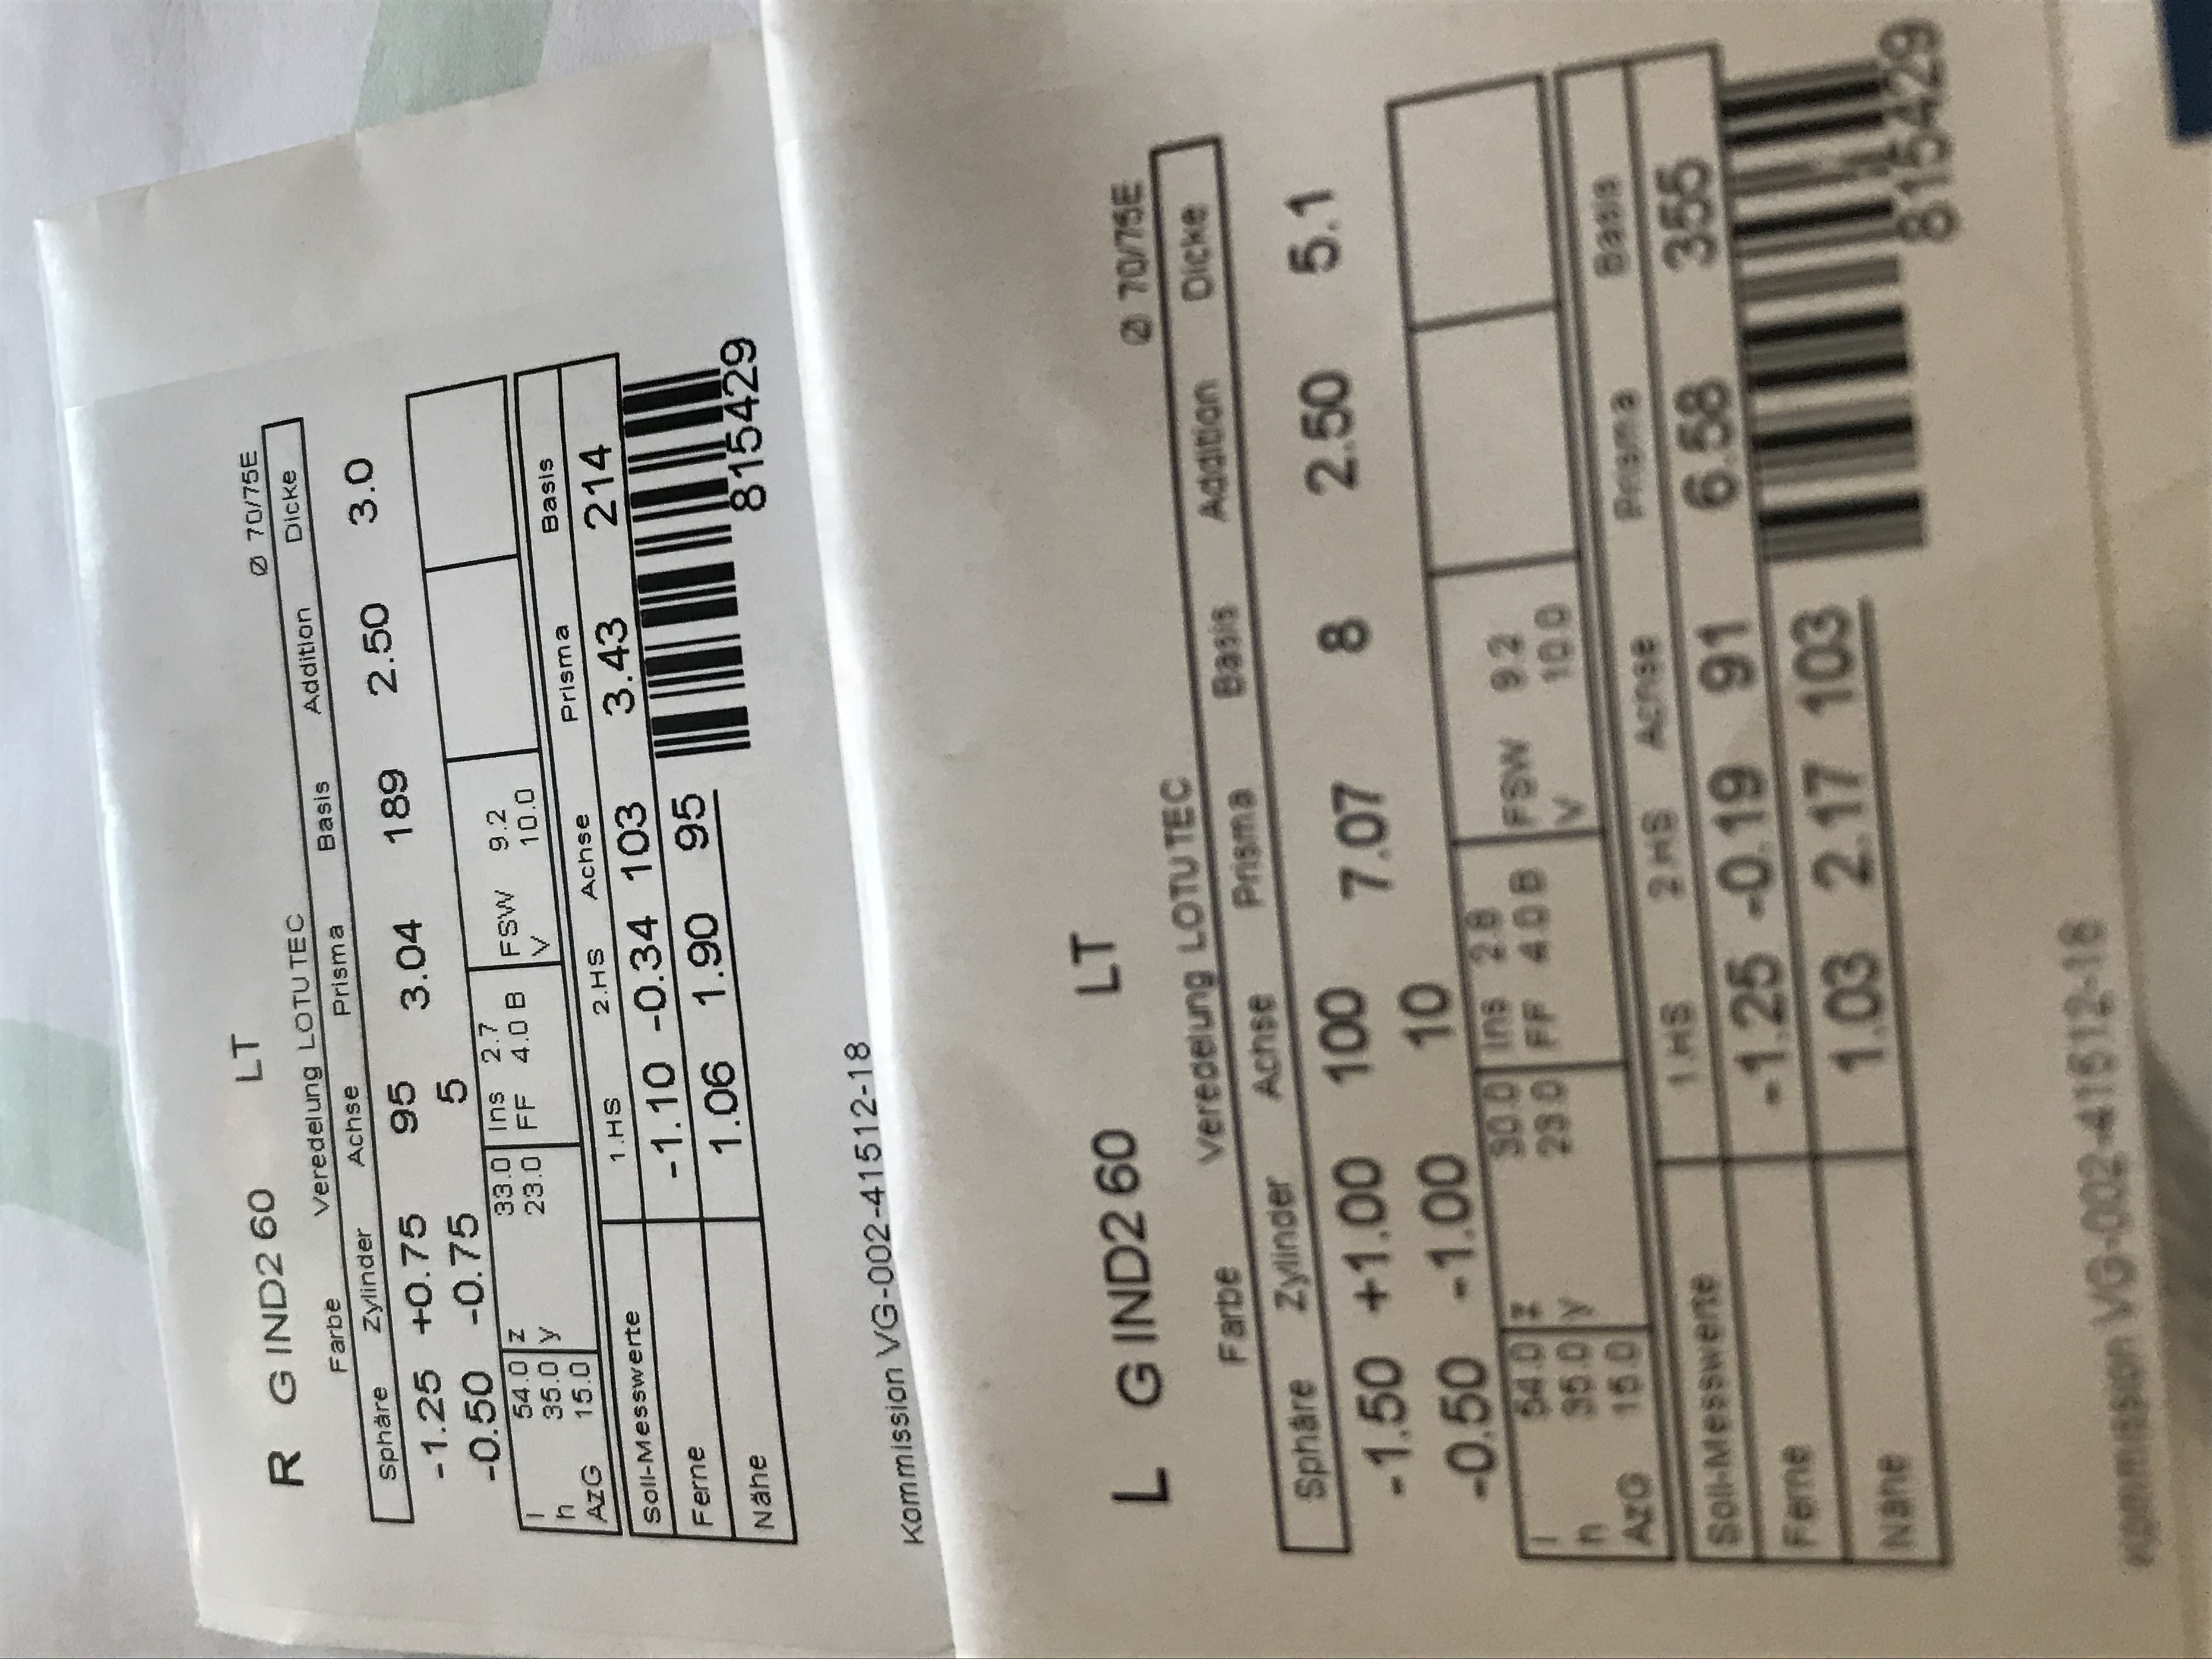 R G IND2 60 LT
Farbe Veredelung LOTUTEC Ø 70/75E
Sphäre Zylinder Achse Prisma Basis Addition Dicke
-1.25 +0.75 95 3.04 189 2.50 3.0
-0.50 -0.75 5
l 54.0 z 33.0 Ins 2.7 FSW 9.2
h 35.0 y 23.0 FF 4.0 B V 10.0
AzG 15.0
Soll-Messwerte 1.HS 2.HS Achse Prisma Basis
Ferne -1.10 -0.34 103 3.43 214
Nähe 1.06 1.90 95
815429
Kommission VG-002-41512-18
L G IND2 60 LT
Farbe Veredelung LOTUTEC Ø 70/75E
Sphäre Zylinder Achse Prisma Basis Addition Dicke
-1.50 +1.00 100 7.07 8 2.50 5.1
-0.50 -1.00 10
l 54.0 z 30.0 Ins 2.8 FSW 9.2
h 35.0 y 23.0 FF 4.0 B V 10.0
AzG 15.0
Soll-Messwerte 1.HS 2.HS Achse Prisma Basis
Ferne -1.25 -0.19 91 6.58 355
Nähe 1.03 2.17 103
815429
Kommission VG-002-41512-18